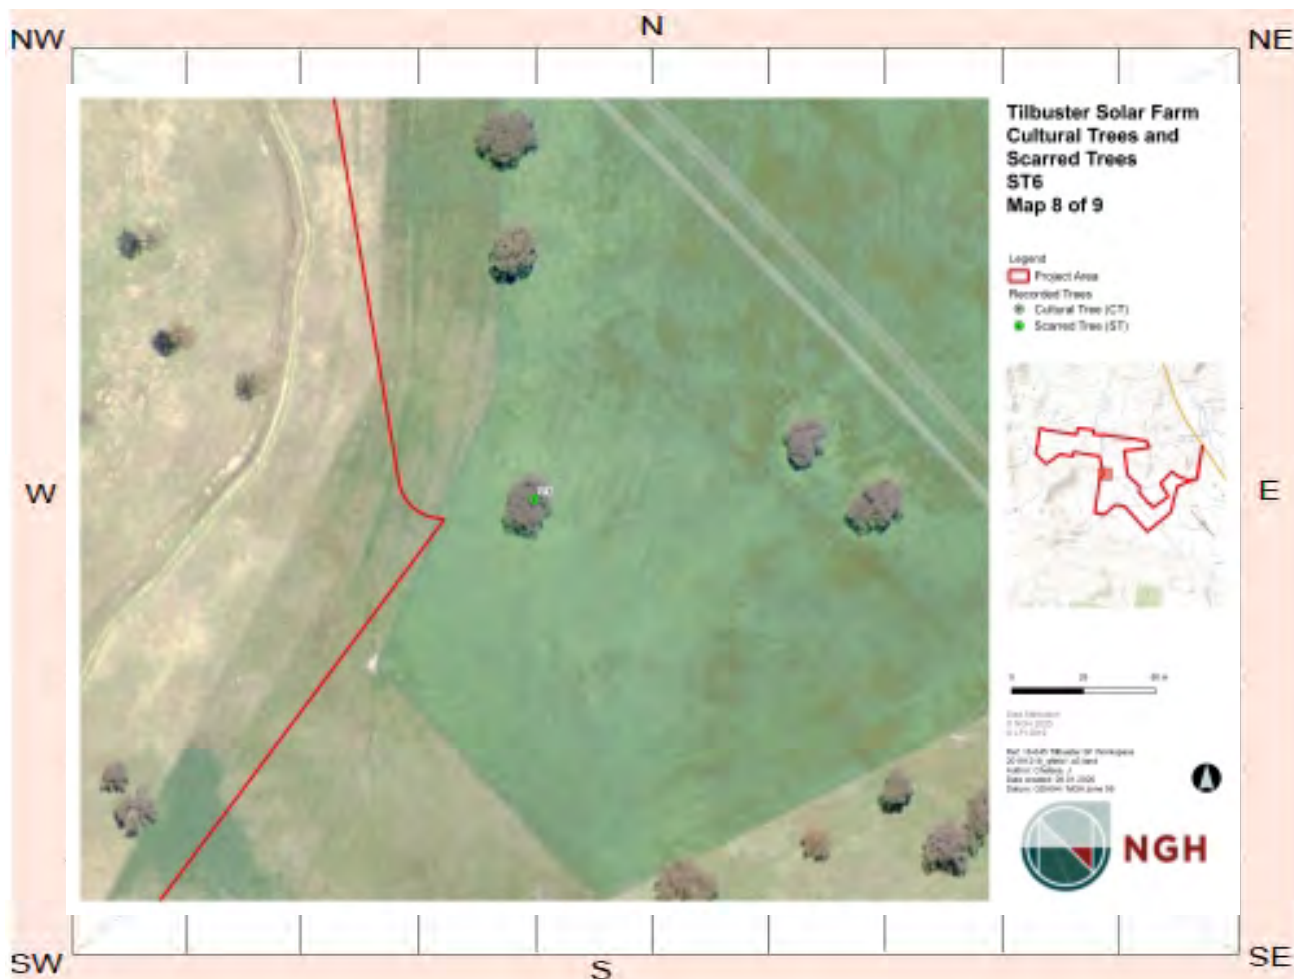 NW
N
NE
Tilbuster Solar Farm
Cultural Trees and
Scarred Trees
ST6
Map 8 of 9
Legend
Project Area
Recorded Trees
Cultural Tree (CT)
Scarred Tree (ST)
W
E
NGH
SW
S
SE